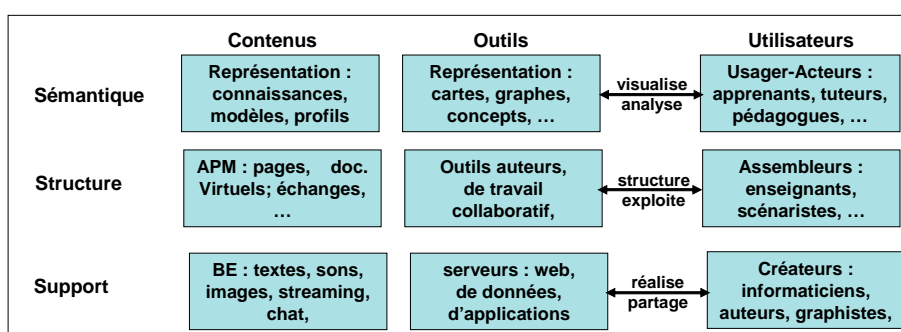 Contenus Outils Utilisateurs
Sémantique
Représentation :
connaissances,
modèles, profils
Représentation :
cartes, graphes,
concepts, …
visualise
analyse
Usager-Acteurs :
apprenants, tuteurs,
pédagogues, …
Structure
APM : pages, doc.
Virtuels; échanges,
…
Outils auteurs,
de travail
collaboratif,
structure
exploite
Assembleurs :
enseignants,
scénaristes, …
Support
BE : textes, sons,
images, streaming,
chat,
serveurs : web,
de données,
d'applications
réalise
partage
Créateurs :
informaticiens,
auteurs, graphistes,